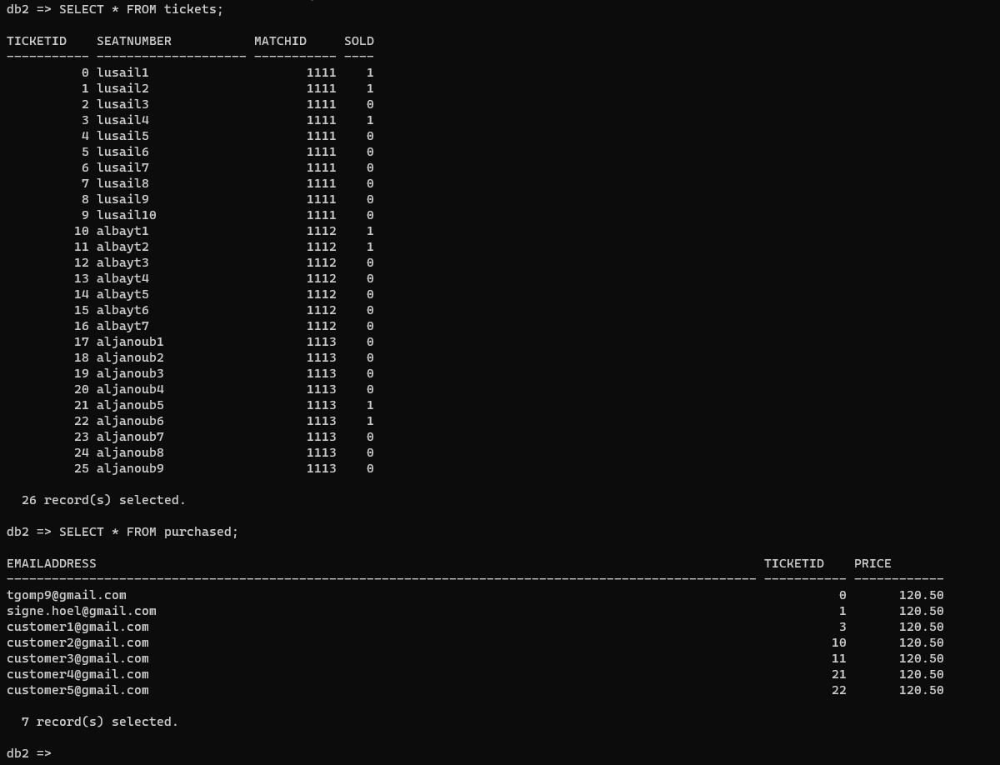 db2 => SELECT * FROM tickets;
TICKETID    SEATNUMBER           MATCHID     SOLD
----------- -------------------- ----------- ----
          0 lusail1                     1111    1
          1 lusail2                     1111    1
          2 lusail3                     1111    0
          3 lusail4                     1111    1
          4 lusail5                     1111    0
          5 lusail6                     1111    0
          6 lusail7                     1111    0
          7 lusail8                     1111    0
          8 lusail9                     1111    0
          9 lusail10                    1111    0
         10 albayt1                     1112    1
         11 albayt2                     1112    1
         12 albayt3                     1112    0
         13 albayt4                     1112    0
         14 albayt5                     1112    0
         15 albayt6                     1112    0
         16 albayt7                     1112    0
         17 aljanoub1                   1113    0
         18 aljanoub2                   1113    0
         19 aljanoub3                   1113    0
         20 aljanoub4                   1113    0
         21 aljanoub5                   1113    1
         22 aljanoub6                   1113    1
         23 aljanoub7                   1113    0
         24 aljanoub8                   1113    0
         25 aljanoub9                   1113    0
  26 record(s) selected.
db2 => SELECT * FROM purchased;
EMAILADDRESS                                                                                         TICKETID    PRICE
---------------------------------------------------------------------------------------------------- ----------- ------------
tgomp9@gmail.com                                                                                               0       120.50
signe.hoel@gmail.com                                                                                           1       120.50
customer1@gmail.com                                                                                            3       120.50
customer2@gmail.com                                                                                           10       120.50
customer3@gmail.com                                                                                           11       120.50
customer4@gmail.com                                                                                           21       120.50
customer5@gmail.com                                                                                           22       120.50
  7 record(s) selected.
db2 =>